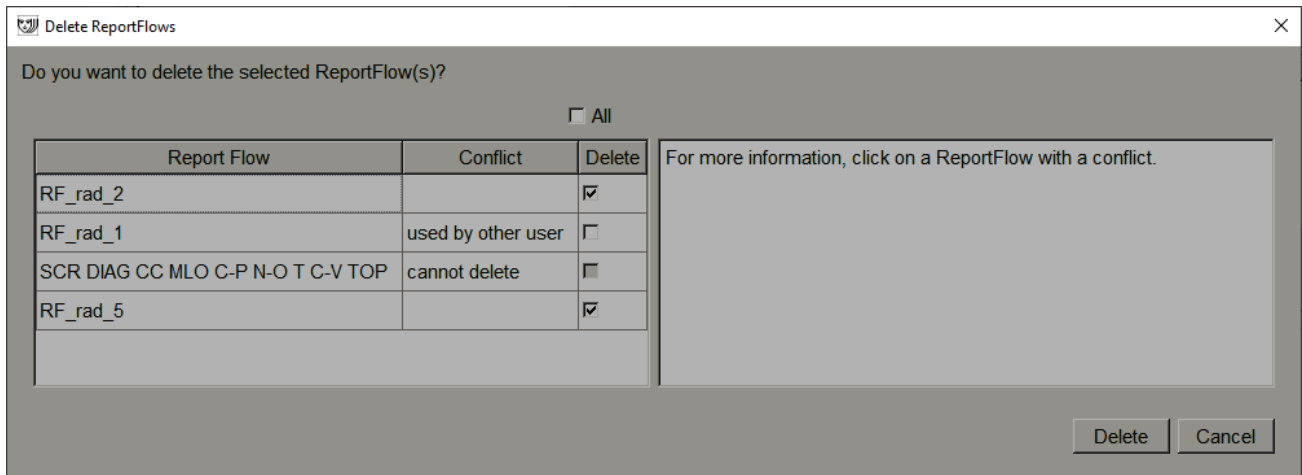 Delete ReportFlows
Do you want to delete the selected ReportFlow(s)?
All
Report Flow Conflict Delete
For more information, click on a ReportFlow with a conflict.
RF_rad_2
RF_rad_1 used by other user
SCR DIAG CC MLO C-P N-O T C-V TOP cannot delete
RF_rad_5
Delete Cancel